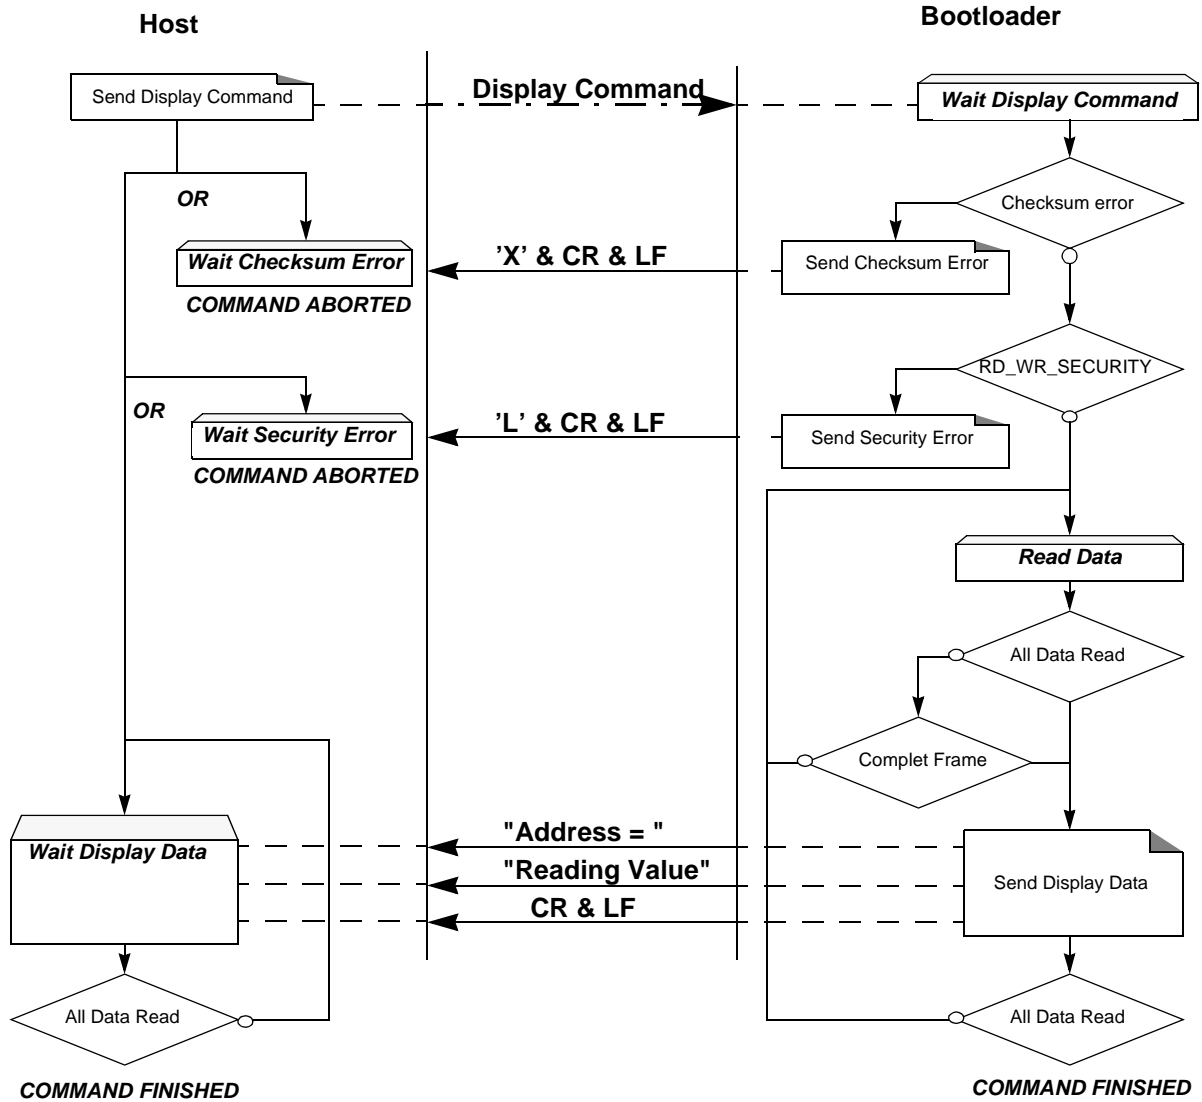 Host
Bootloader
Send Display Command
Display Command
Wait Display Command
OR
Checksum error
Wait Checksum Error
'X' & CR & LF
Send Checksum Error
COMMAND ABORTED
RD_WR_SECURITY
OR
Wait Security Error
'L' & CR & LF
Send Security Error
COMMAND ABORTED
Read Data
All Data Read
Complet Frame
Wait Display Data
"Address = "
"Reading Value"
CR & LF
Send Display Data
All Data Read
All Data Read
COMMAND FINISHED
COMMAND FINISHED